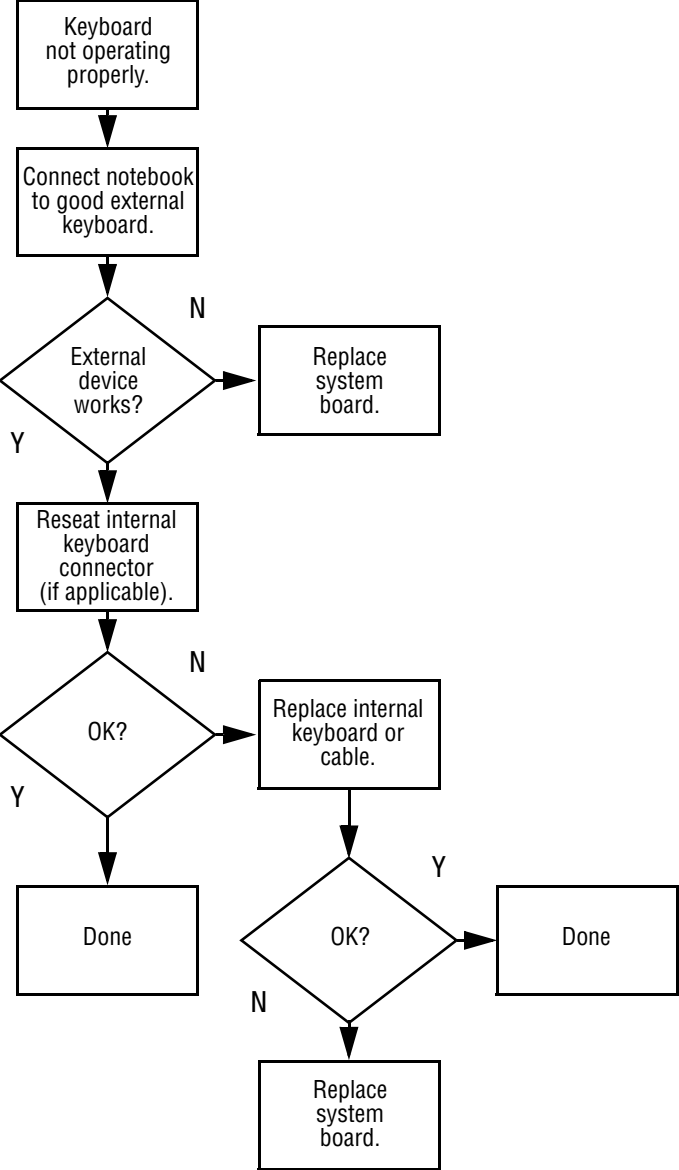 Keyboard
not operating
properly.
Connect notebook
to good external
keyboard.
N
External
device
works?
Replace
system
board.
Y
Reseat internal
keyboard
connector
(if applicable).
N
OK?
Replace internal
keyboard or
cable.
Y
Y
Done
OK?
Done
N
Replace
system
board.